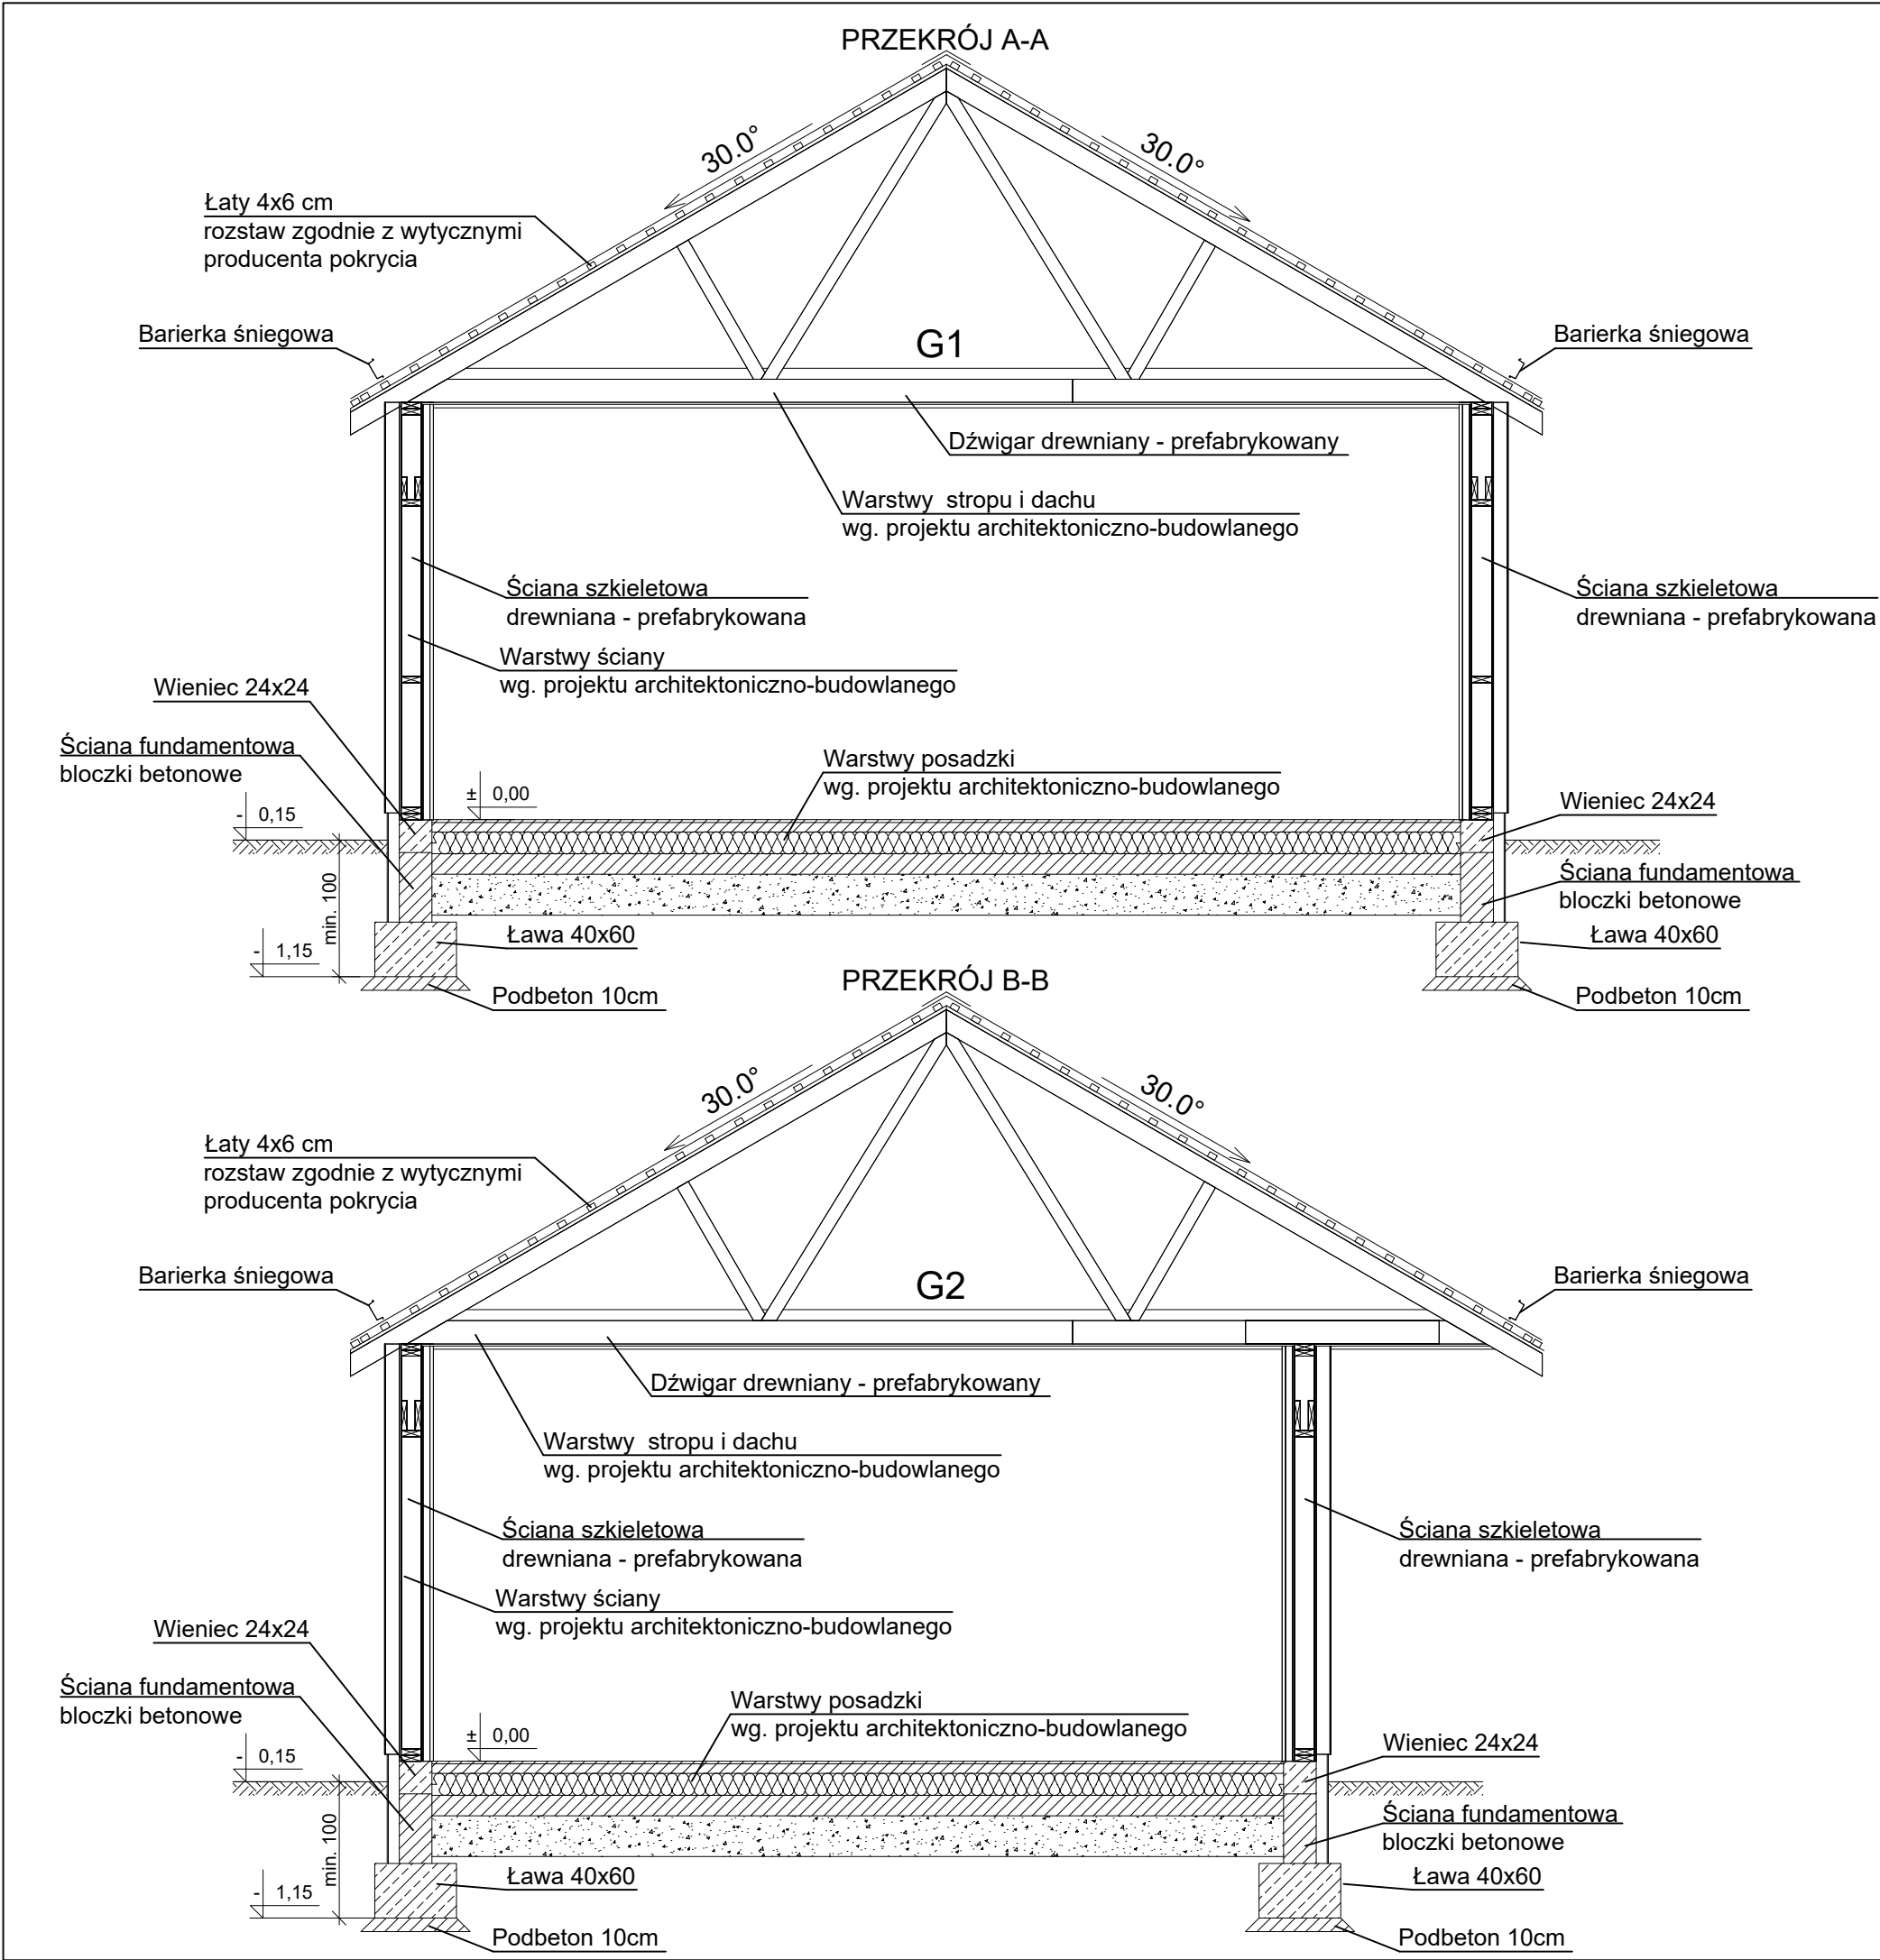 PRZEKRÓJ A-A
30.0°
30.0°
Łaty 4x6 cm
rozstaw zgodnie z wytycznymi
producenta pokrycia
Barierka śniegowa
G1
Barierka śniegowa
Dźwigar drewniany - prefabrykowany
Warstwy stropu i dachu
wg. projektu architektoniczno-budowlanego
Ściana szkieletowa
drewniana - prefabrykowana
Ściana szkieletowa
drewniana - prefabrykowana
Warstwy ściany
wg. projektu architektoniczno-budowlanego
Wieniec 24x24
Ściana fundamentowa
bloczki betonowe
Warstwy posadzki
wg. projektu architektoniczno-budowlanego
± 0,00
- 0,15
Wieniec 24x24
Ściana fundamentowa
bloczki betonowe
min. 100
Ława 40x60
Ława 40x60
- 1,15
Podbeton 10cm
Podbeton 10cm
PRZEKRÓJ B-B
30.0°
30.0°
Łaty 4x6 cm
rozstaw zgodnie z wytycznymi
producenta pokrycia
Barierka śniegowa
G2
Barierka śniegowa
Dźwigar drewniany - prefabrykowany
Warstwy stropu i dachu
wg. projektu architektoniczno-budowlanego
Ściana szkieletowa
drewniana - prefabrykowana
Ściana szkieletowa
drewniana - prefabrykowana
Warstwy ściany
wg. projektu architektoniczno-budowlanego
Wieniec 24x24
Ściana fundamentowa
bloczki betonowe
Warstwy posadzki
wg. projektu architektoniczno-budowlanego
± 0,00
- 0,15
Wieniec 24x24
Ściana fundamentowa
bloczki betonowe
min. 100
Ława 40x60
Ława 40x60
- 1,15
Podbeton 10cm
Podbeton 10cm